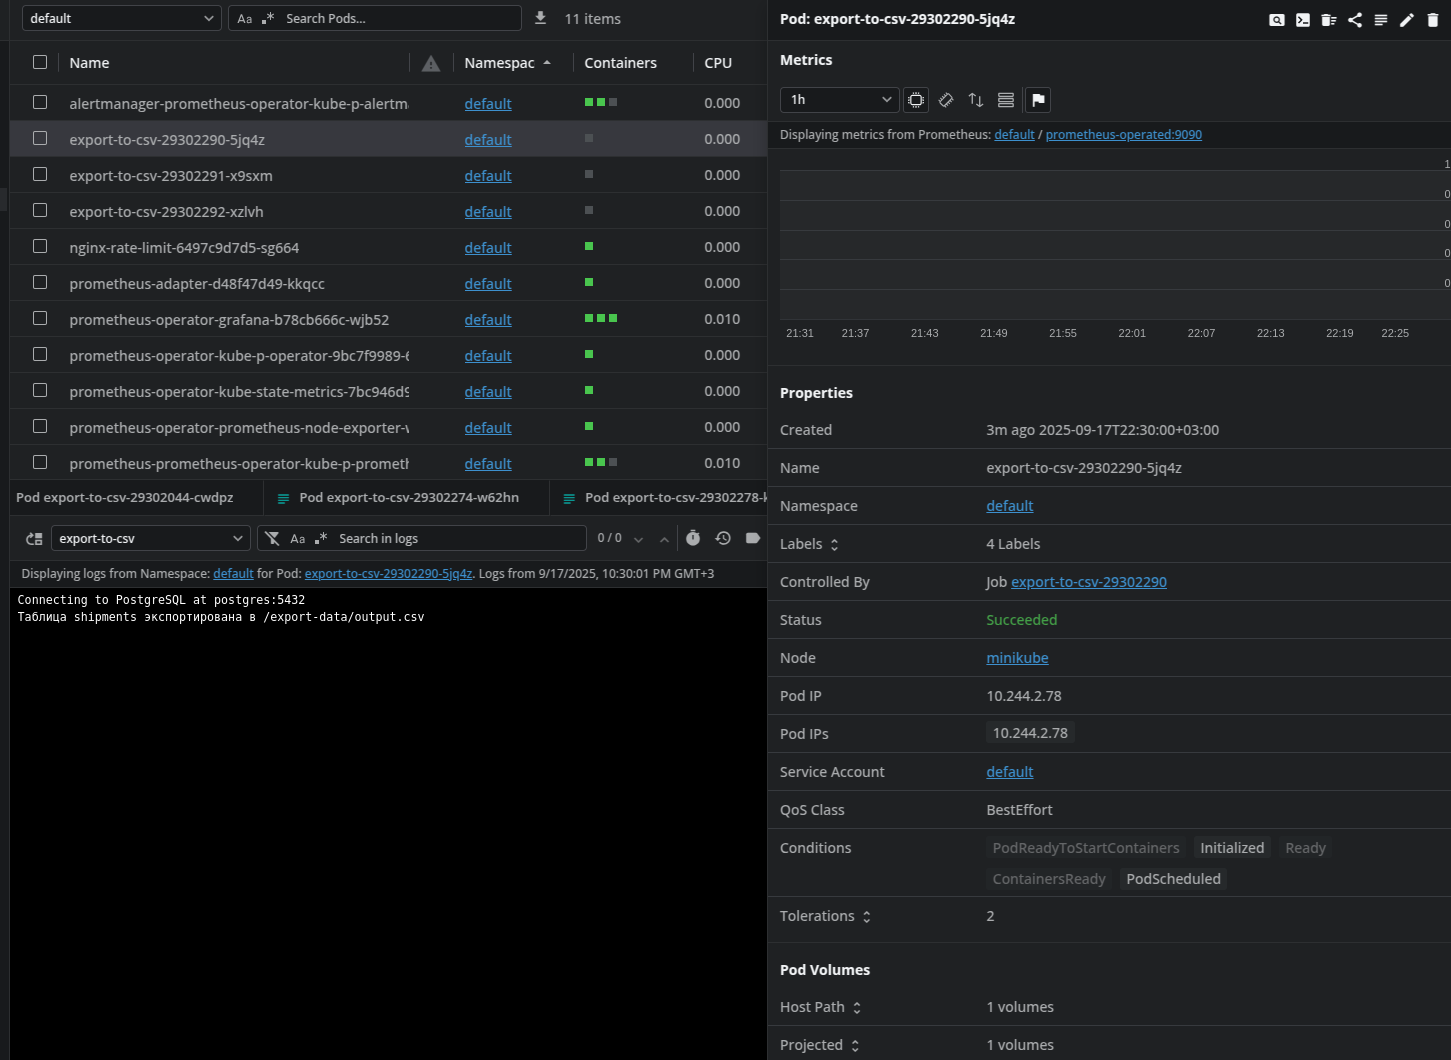 default
Aa .* Search Pods...
11 items
Name Namespac Containers CPU
alertmanager-prometheus-operator-kube-p-alertm default 0.000
export-to-csv-29302290-5jq4z default 0.000
export-to-csv-29302291-x9sxm default 0.000
export-to-csv-29302292-xzlvh default 0.000
nginx-rate-limit-6497c9d7d5-sg664 default 0.000
prometheus-adapter-d48f47d49-kkqcc default 0.000
prometheus-operator-grafana-b78cb666c-wjb52 default 0.010
prometheus-operator-kube-p-operator-9bc7f9989-6 default 0.000
prometheus-operator-kube-state-metrics-7bc946d9 default 0.000
prometheus-operator-prometheus-node-exporter-v default 0.000
prometheus-prometheus-operator-kube-p-prometh default 0.010
Pod export-to-csv-29302044-cwdpz
Pod export-to-csv-29302274-w62hn
Pod export-to-csv-29302278-k
export-to-csv
Aa .* Search in logs
0 / 0
Displaying logs from Namespace: default for Pod: export-to-csv-29302290-5jq4z. Logs from 9/17/2025, 10:30:01 PM GMT+3
Connecting to PostgreSQL at postgres:5432
Таблица shipments экспортирована в /export-data/output.csv
Pod: export-to-csv-29302290-5jq4z
Metrics
1h
Displaying metrics from Prometheus: default / prometheus-operated:9090
1
0
0
0
0
21:31 21:37 21:43 21:49 21:55 22:01 22:07 22:13 22:19 22:25
Properties
Created 3m ago 2025-09-17T22:30:00+03:00
Name export-to-csv-29302290-5jq4z
Namespace default
Labels 4 Labels
Controlled By Job export-to-csv-29302290
Status Succeeded
Node minikube
Pod IP 10.244.2.78
Pod IPs 10.244.2.78
Service Account default
QoS Class BestEffort
Conditions PodReadyToStartContainers Initialized Ready
ContainersReady PodScheduled
Tolerations 2
Pod Volumes
Host Path 1 volumes
Projected 1 volumes